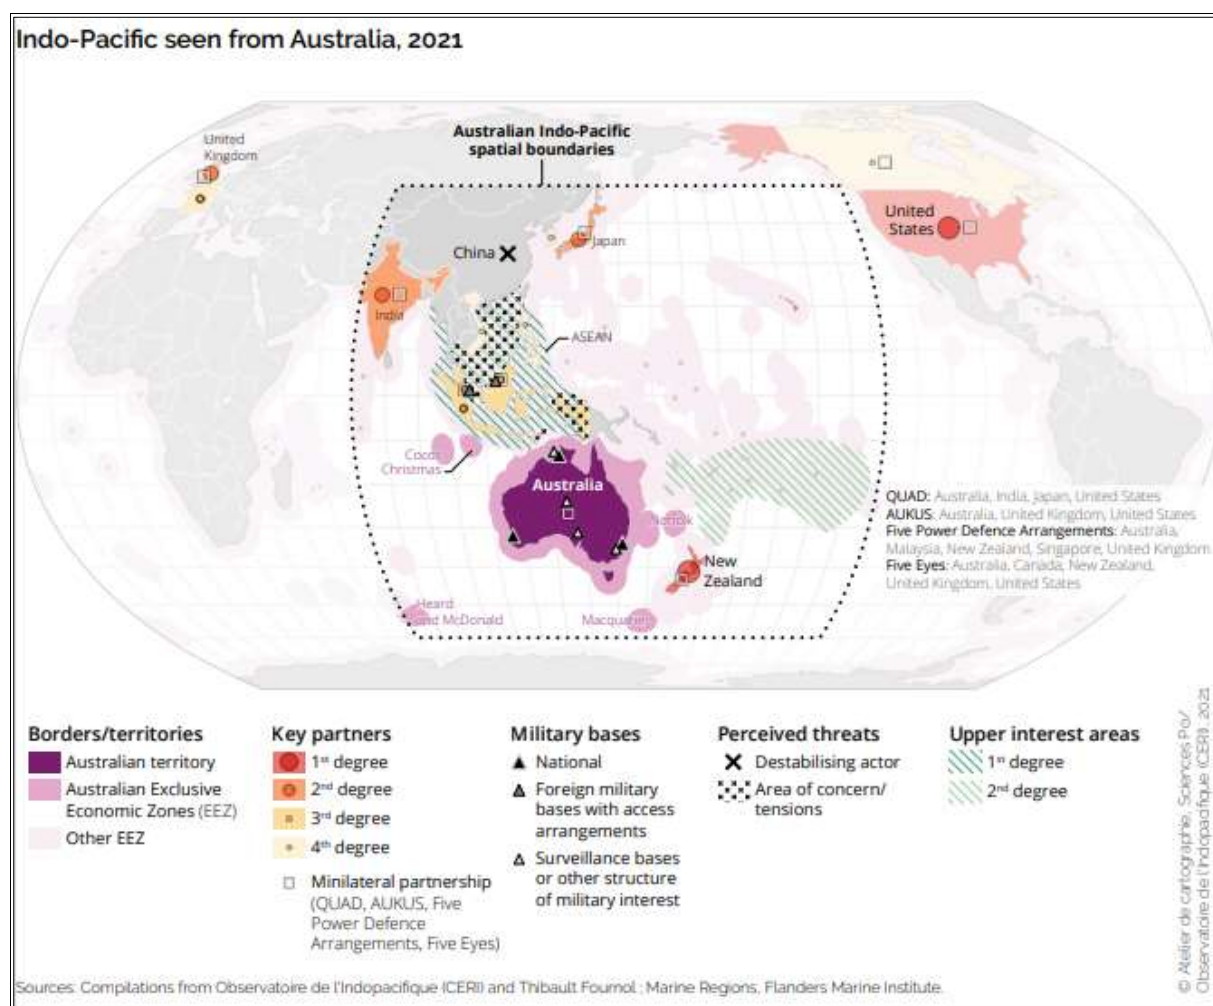 Indo-Pacific seen from Australia, 2021
Australian Indo-Pacific
spatial boundaries
United
Kingdom
United
States
China
Japan
India
ASEAN
Cocos
Christmas
Australia
Norfolk
New
Zealand
Heard
and McDonald
Macquarie
QUAD: Australia, India, Japan, United States
AUKUS: Australia, United Kingdom, United States
Five Power Defence Arrangements: Australia,
Malaysia, New Zealand, Singapore, United Kingdom
Five Eyes: Australia, Canada, New Zealand,
United Kingdom, United States
Borders/territories
Australian territory
Australian Exclusive
Economic Zones (EEZ)
Other EEZ
Key partners
1st degree
2nd degree
3rd degree
4th degree
Minilateral partnership
(QUAD, AUKUS, Five
Power Defence
Arrangements, Five Eyes)
Military bases
National
Foreign military
bases with access
arrangements
Surveillance bases
or other structure
of military interest
Perceived threats
Destabilising actor
Area of concern/
tensions
Upper interest areas
1st degree
2nd degree
© Atelier de cartographie, Sciences Po/
Observatoire de l'Indopacifique (CERI), 2021
Sources: Compilations from Observatoire de l'Indopacifique (CERI) and Thibault Fournol ; Marine Regions, Flanders Marine Institute.